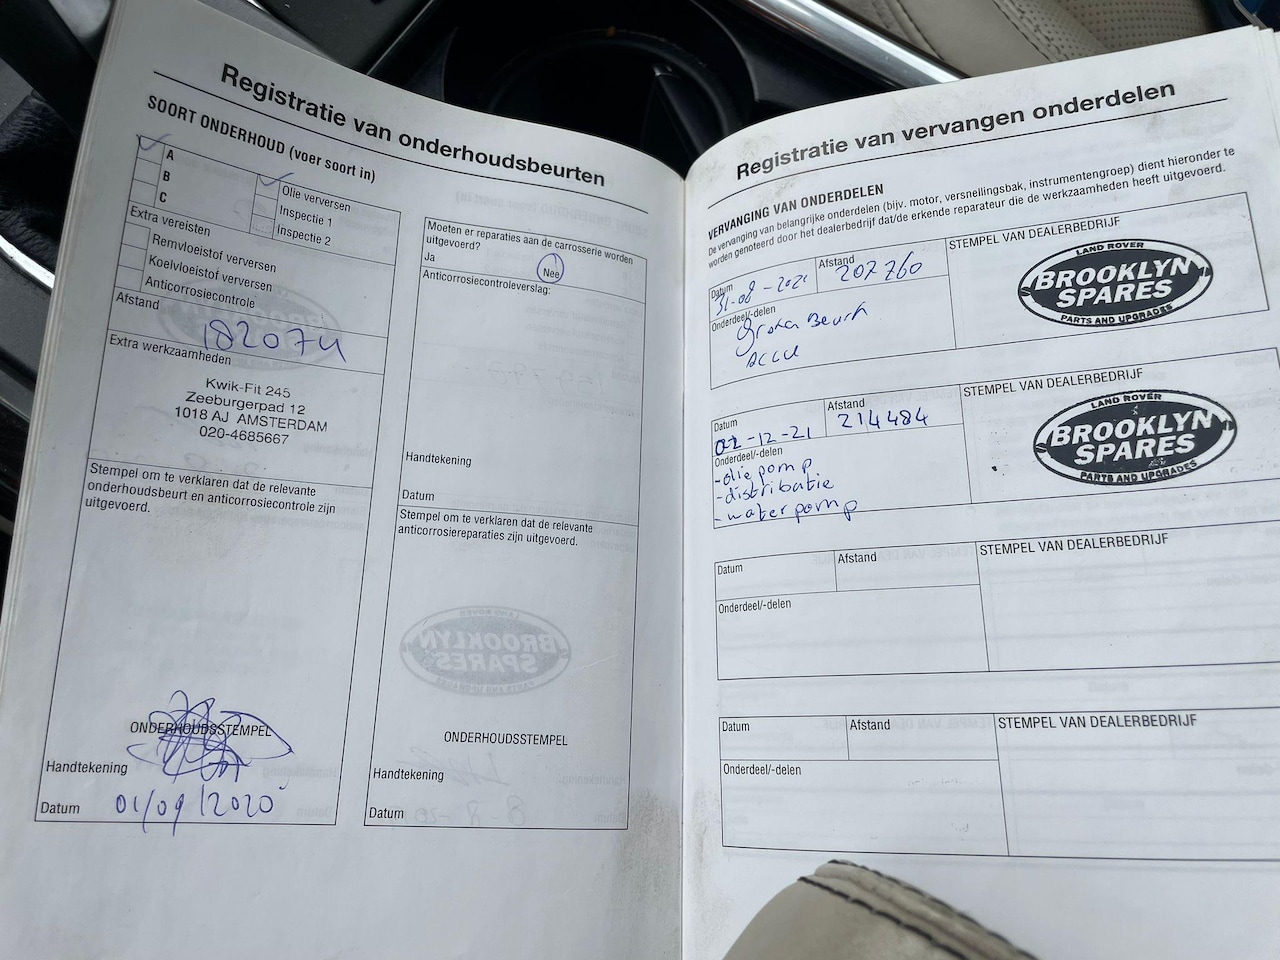 Registratie van onderhoudsbeurten
SOORT ONDERHOUD (voer soort in)
A
B
C
Olie verversen
Inspectie 1
Inspectie 2
Extra vereisten
Remvloeistof verversen
Koelvloeistof verversen
Anticorrosiecontrole
Afstand
182074
Extra werkzaamheden
Kwik-Fit 245
Zeeburgerpad 12
1018 AJ AMSTERDAM
020-4685667
Stempel om te verklaren dat de relevante
onderhoudsbeurt en anticorrosiecontrole zijn
uitgevoerd.
ONDERHOUDSSTEMPEL
Handtekening
Datum 01/09/2020
Moeten er reparaties aan de carrosserie worden
uitgevoerd?
Ja Nee
Anticorrosiecontroleverslag:
Handtekening
Datum
Stempel om te verklaren dat de relevante
anticorrosiereparaties zijn uitgevoerd.
ONDERHOUDSSTEMPEL
Handtekening
Datum
Registratie van vervangen onderdelen
VERVANGING VAN ONDERDELEN
De vervanging van belangrijke onderdelen (bijv. motor, versnellingsbak, instrumentengroep) dient hieronder te
worden genoteerd door het dealerbedrijf dat/de erkende reparateur die de werkzaamheden heeft uitgevoerd.
Datum
31-08-2021
Afstand
207760
STEMPEL VAN DEALERBEDRIJF
Onderdeel/-delen
Grote Beurt
Accu
LAND ROVER
BROOKLYN
SPARES
PARTS AND UPGRADES
Datum
02-12-21
Afstand
214484
STEMPEL VAN DEALERBEDRIJF
Onderdeel/-delen
-oliepomp
-distributie
-waterpomp
LAND ROVER
BROOKLYN
SPARES
PARTS AND UPGRADES
Datum
Afstand
STEMPEL VAN DEALERBEDRIJF
Onderdeel/-delen
Datum
Afstand
STEMPEL VAN DEALERBEDRIJF
Onderdeel/-delen